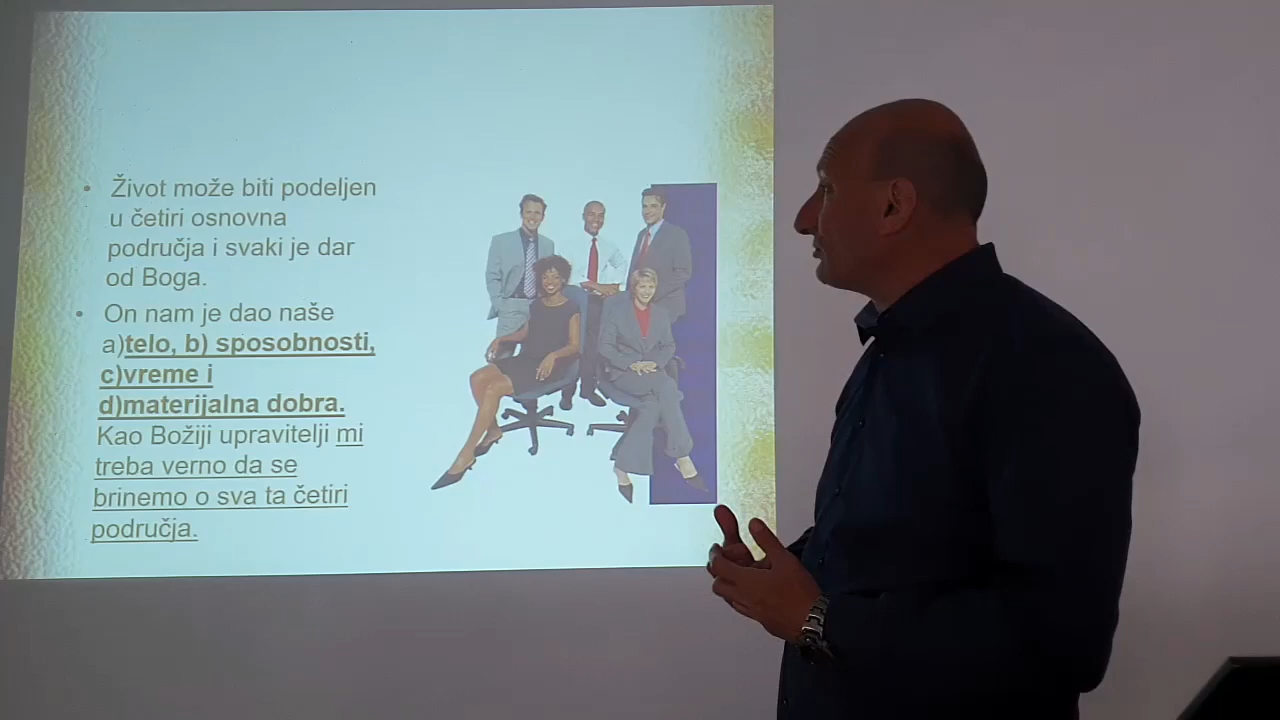 • Život može biti podeljen
u četiri osnovna
područja i svaki je dar
od Boga.
• On nam je dao naše
a)telo, b) sposobnosti,
c)vreme i
d)materijalna dobra.
Kao Božiji upravitelji mi
treba verno da se
brinemo o sva ta četiri
područja.